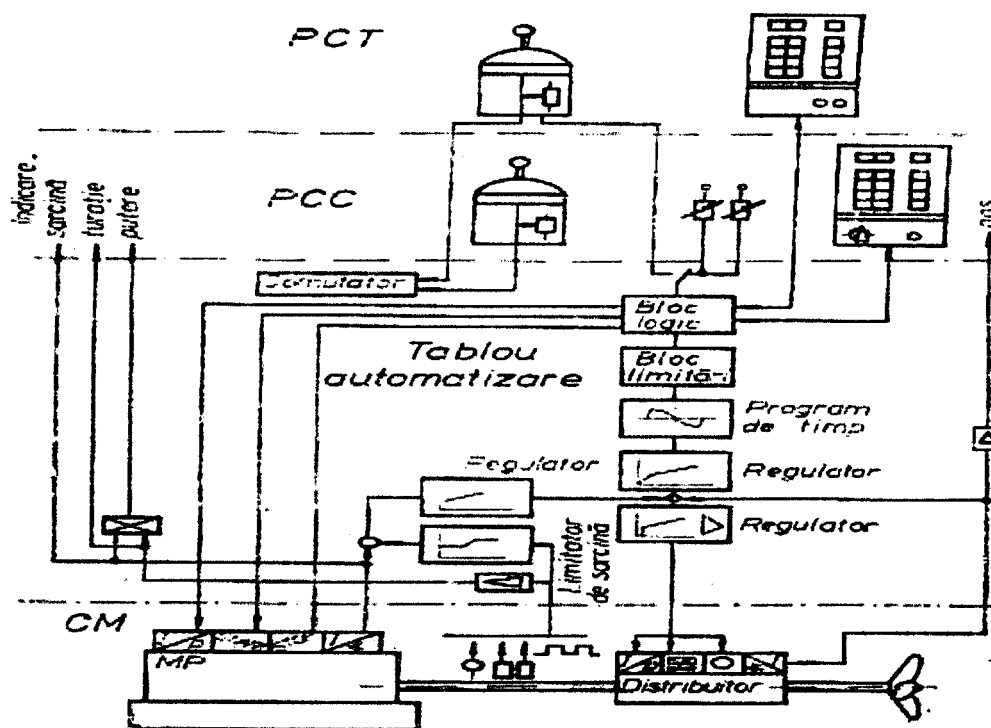 PCT
PCC
indicare.
sarcină
turație
putere
pas
Comutator
Bloc
logic
Tablou
automatizare
Bloc
limitări
Program
de timp
Regulator
Regulator
Regulator
Limitator
de sarcină
CM
MP
Distribuitor